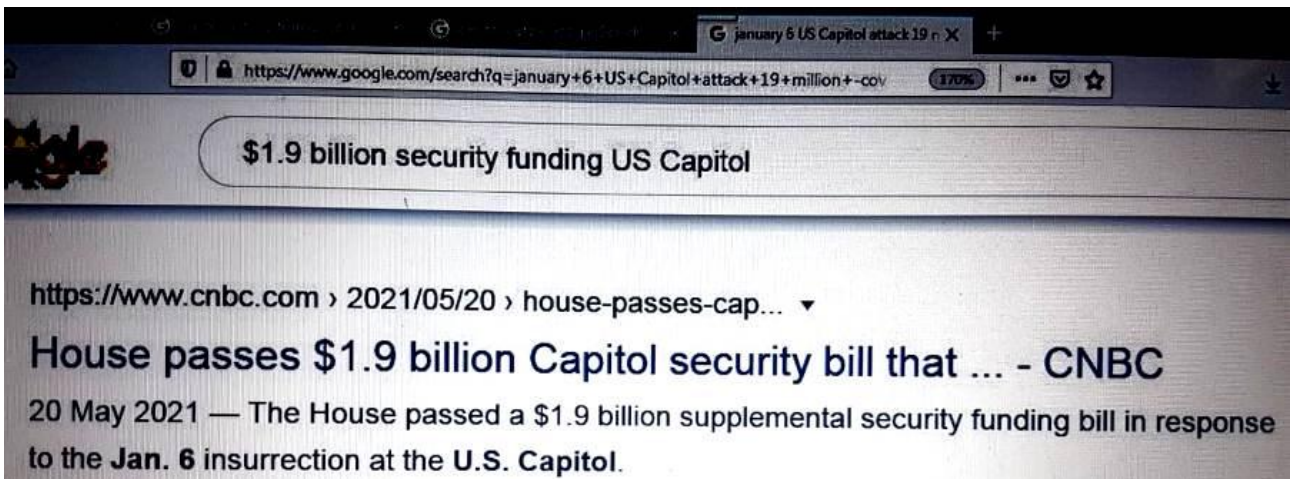 G january 6 US Capitol attack 19 n X +
https://www.google.com/search?q=january+6+US+Capitol+attack+19+million+-cov 170%
$1.9 billion security funding US Capitol
https://www.cnbc.com › 2021/05/20 › house-passes-cap...
House passes $1.9 billion Capitol security bill that ... - CNBC
20 May 2021 — The House passed a $1.9 billion supplemental security funding bill in response
to the Jan. 6 insurrection at the U.S. Capitol.